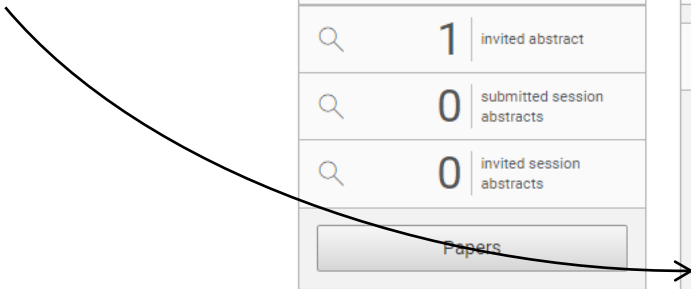 1 invited abstract
0 submitted session
abstracts
0 invited session
abstracts
Papers